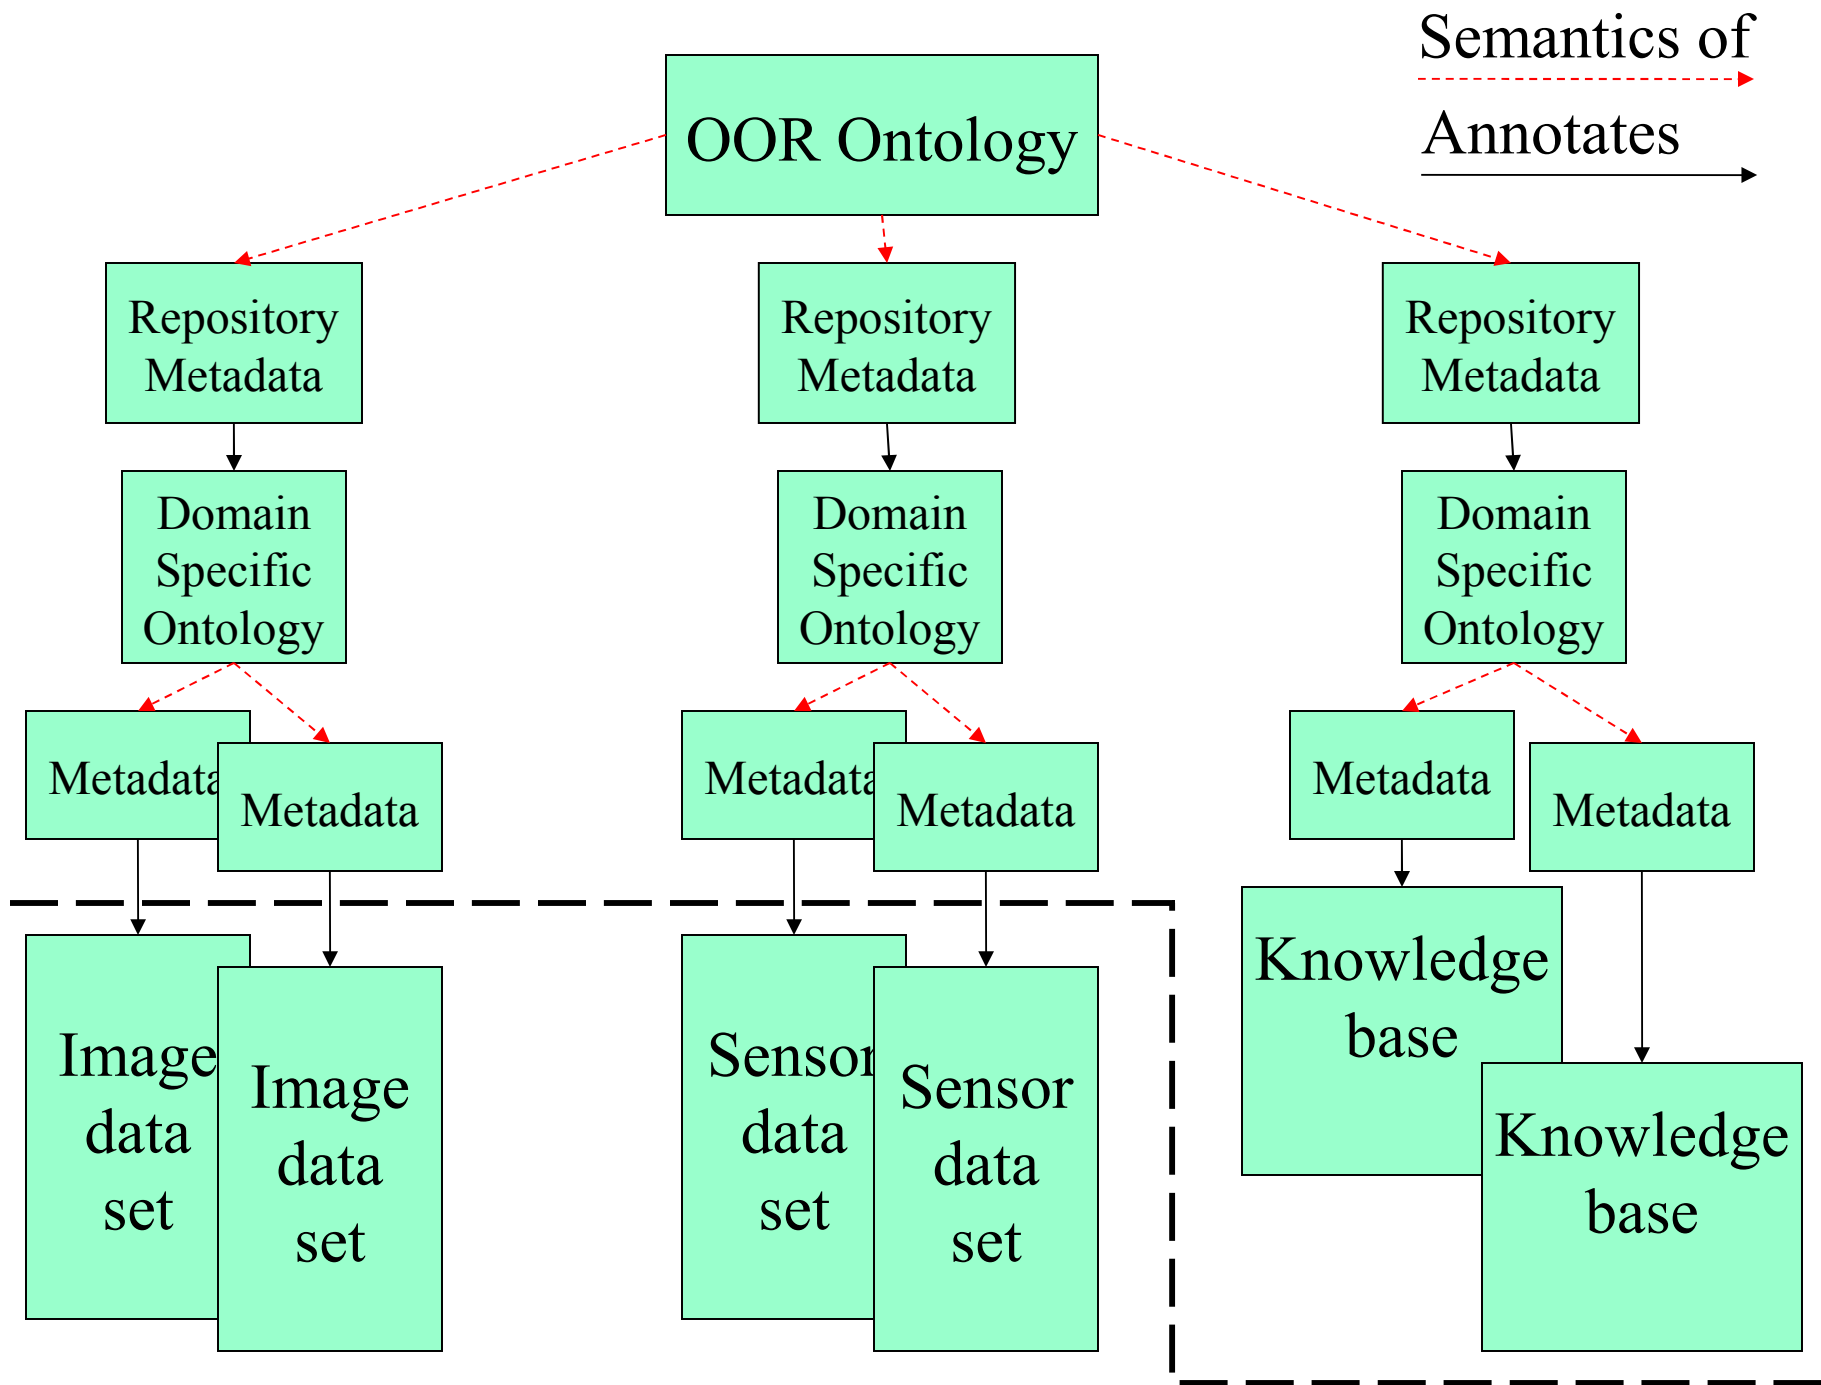 Semantics of
Annotates
OOR Ontology
Repository
Metadata
Repository
Metadata
Repository
Metadata
Domain
Specific
Ontology
Domain
Specific
Ontology
Domain
Specific
Ontology
Metadata
Metadata
Metadata
Metadata
Metadata
Metadata
Image
data
set
Image
data
set
Sensor
data
set
Sensor
data
set
Knowledge
base
Knowledge
base